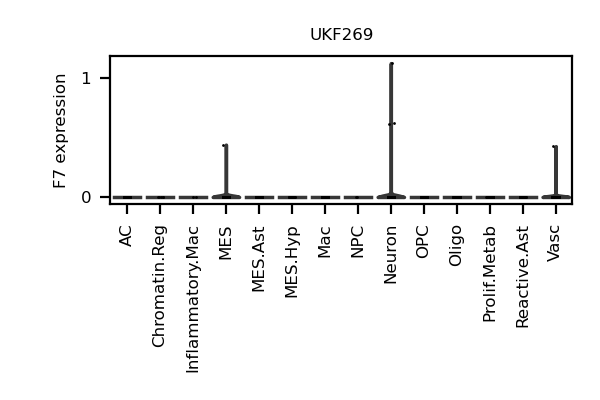 UKF269
F7 expression
1
0
AC
Chromatin.Reg
Inflammatory.Mac
MES
MES.Ast
MES.Hyp
Mac
NPC
Neuron
OPC
Oligo
Prolif.Metab
Reactive.Ast
Vasc